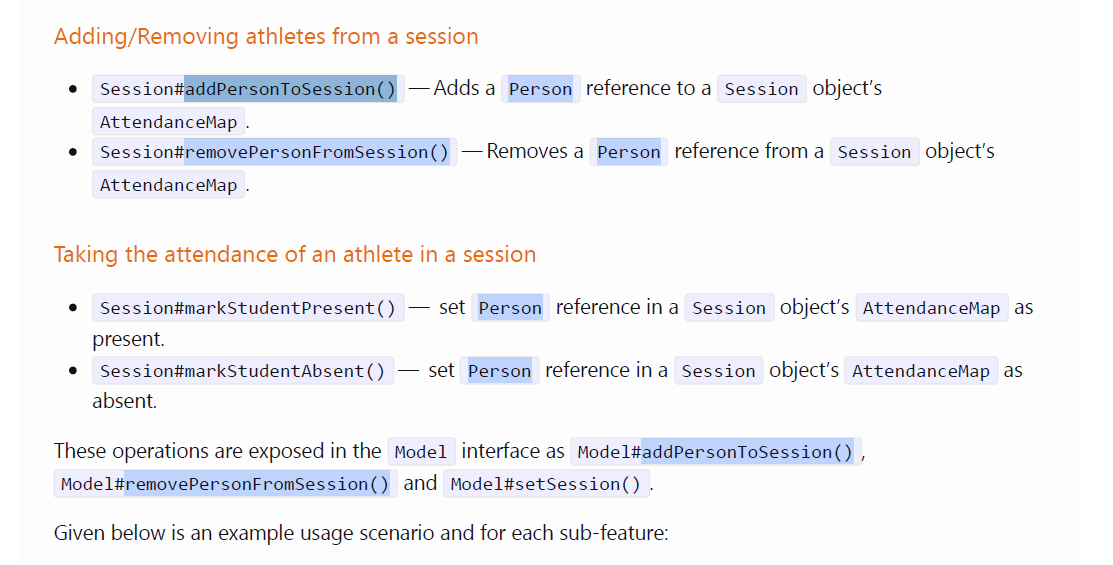 Adding/Removing athletes from a session
• Session#addPersonToSession() — Adds a Person reference to a Session object’s
AttendanceMap.
• Session#removePersonFromSession() — Removes a Person reference from a Session object’s
AttendanceMap.
Taking the attendance of an athlete in a session
• Session#markStudentPresent() — set Person reference in a Session object’s AttendanceMap as
present.
• Session#markStudentAbsent() — set Person reference in a Session object’s AttendanceMap as
absent.
These operations are exposed in the Model interface as Model#addPersonToSession(),
Model#removePersonFromSession() and Model#setSession().
Given below is an example usage scenario and for each sub-feature: